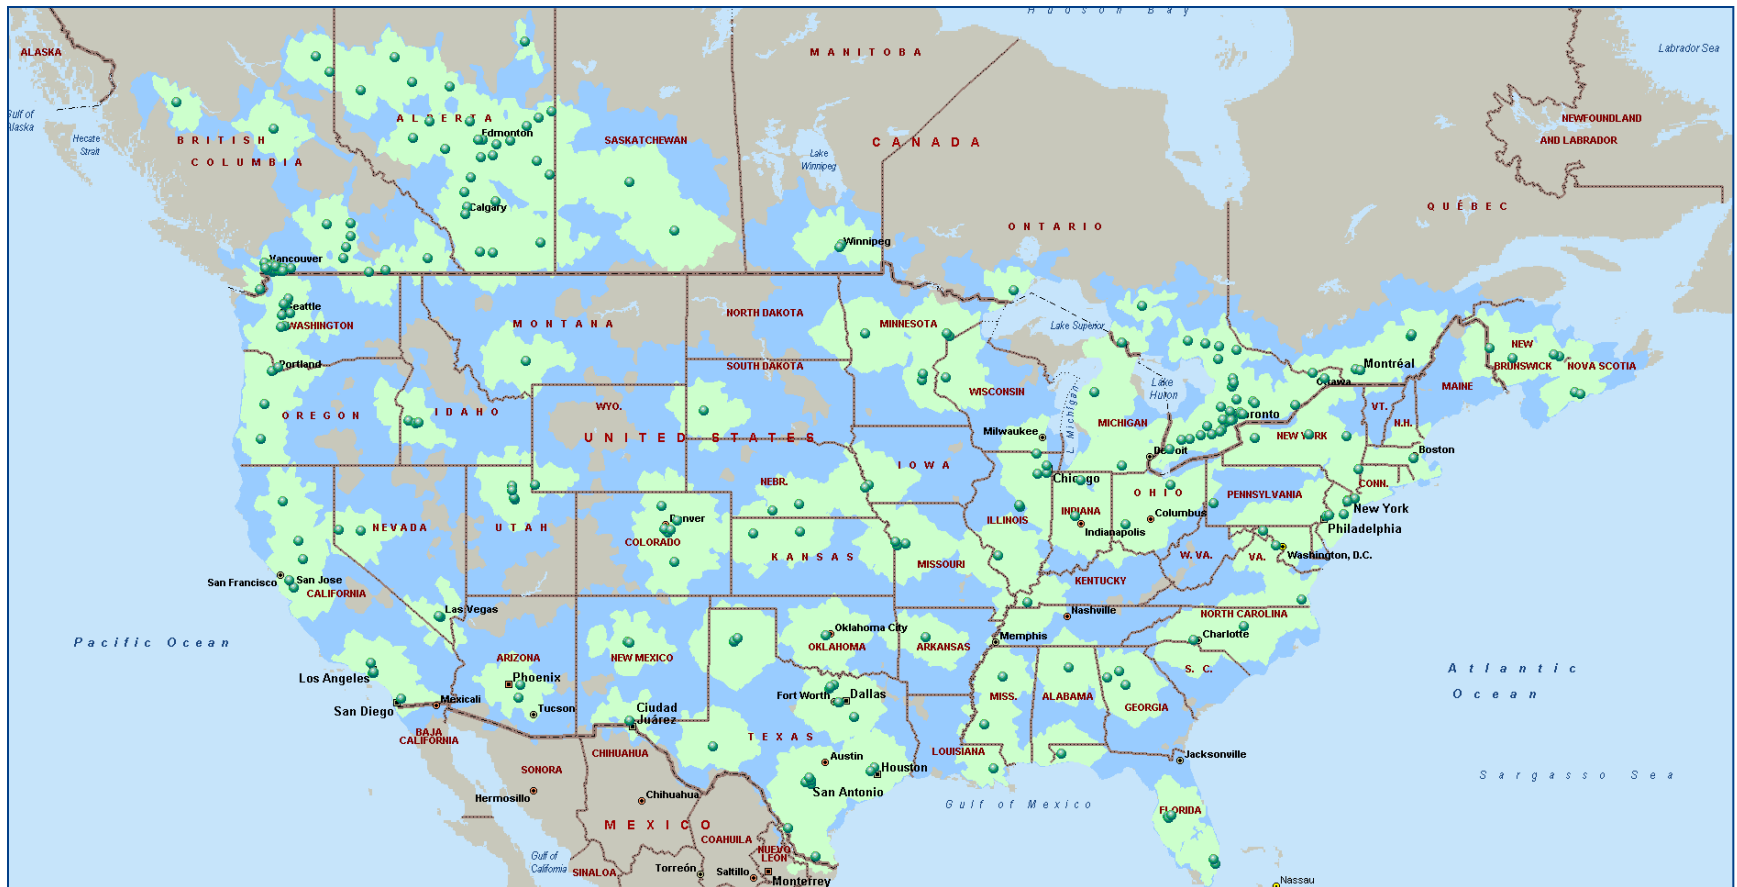 Hudson Bay
ALASKA
MANITOBA
Labrador Sea
Gulf of
Alaska
Hecate
Strait
BRITISH
COLUMBIA
ALBERTA
Edmonton
SASKATCHEWAN
CANADA
Lake
Winnipeg
NEWFOUNDLAND
AND LABRADOR
Calgary
QUÉBEC
ONTARIO
Winnipeg
Vancouver
Seattle
WASHINGTON
MONTANA
NORTH DAKOTA
MINNESOTA
Lake Superior
Portland
SOUTH DAKOTA
WISCONSIN
Montréal
Ottawa
NEW
BRUNSWICK
NOVA SCOTIA
MAINE
Lake
Huron
L. Michigan
OREGON
IDAHO
WYO.
VT.
N.H.
Toronto
MICHIGAN
UNITED STATES
Milwaukee
NEW YORK
Detroit
Boston
IOWA
Chicago
NEBR.
OHIO
PENNSYLVANIA
CONN.
New York
NEVADA
UTAH
Denver
COLORADO
KANSAS
ILLINOIS
INDIANA
Indianapolis
Columbus
Philadelphia
W. VA.
VA.
Washington, D.C.
MISSOURI
San Francisco
San Jose
CALIFORNIA
KENTUCKY
Las Vegas
Nashville
NORTH CAROLINA
Pacific Ocean
Oklahoma City
OKLAHOMA
ARKANSAS
Memphis
Charlotte
ARIZONA
NEW MEXICO
S. C.
Atlantic
Ocean
Los Angeles
Phoenix
Fort Worth
Dallas
MISS.
ALABAMA
GEORGIA
San Diego
Mexicali
Tucson
Ciudad
Juárez
BAJA
CALIFORNIA
TEXAS
LOUISIANA
CHIHUAHUA
Austin
Houston
Jacksonville
SONORA
San Antonio
Sargasso Sea
Hermosillo
Chihuahua
Gulf of Mexico
FLORIDA
MEXICO
COAHUILA
NUEVO
LEON
Gulf of
California
SINALOA
Torreón
Saltillo
Monterrey
Nassau